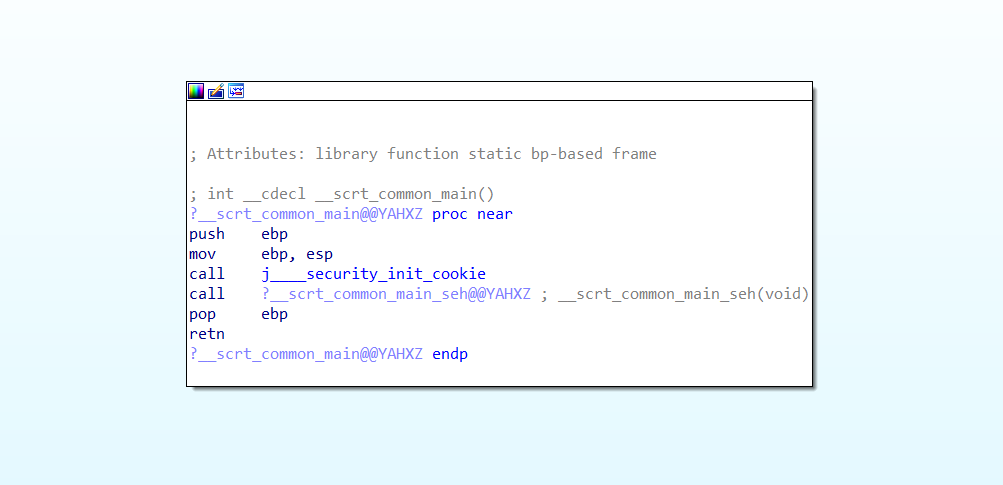 ; Attributes: library function static bp-based frame
; int __cdecl __scrt_common_main()
?__scrt_common_main@@YAHXZ proc near
push    ebp
mov     ebp, esp
call    j____security_init_cookie
call    ?__scrt_common_main_seh@@YAHXZ ; __scrt_common_main_seh(void)
pop     ebp
retn
?__scrt_common_main@@YAHXZ endp